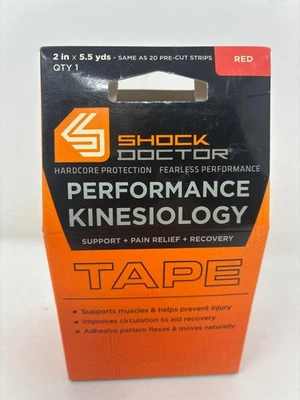 2 in x 5.5 yds - SAME AS 20 PRE-CUT STRIPS
QTY 1
RED
SHOCK
DOCTOR®
HARDCORE PROTECTION FEARLESS PERFORMANCE
PERFORMANCE
KINESIOLOGY
SUPPORT + PAIN RELIEF + RECOVERY
TAPE
• Supports muscles & helps prevent injury
• Improves circulation to aid recovery
• Adhesive pattern flexes & moves naturally